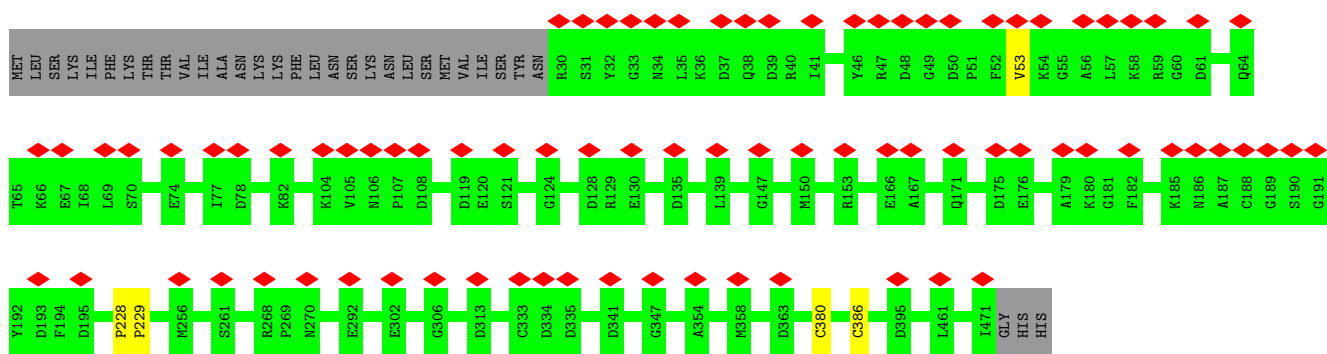 MET LEU SER LYS ILE PHE LYS THR THR VAL ILE ALA ASN LYS LYS PHE LEU ASN SER LYS ASN LEU SER MET VAL ILE SER TYR ASN R30 S31 Y32 G33 N34 L35 K36 D37 Q38 D39 R40 I41 Y46 R47 D48 G49 D50 P51 F52 V53 K54 G55 A56 L57 K58 R59 G60 D61 Q64
T65 K66 E67 I68 L69 S70 E74 I77 D78 K82 K104 V105 N106 P107 D108 D119 E120 S121 G124 D128 R129 E130 D135 L139 G147 M150 R153 E166 A167 Q171 D175 E176 A179 K180 G181 F182 K185 N186 A187 C188 G189 S190 G191
Y192 D193 F194 D195 P228 P229 M256 S261 R268 P269 N270 E292 E302 G306 D313 C333 D334 D335 D341 G347 A354 M358 D363 C380 C386 D395 L461 I471 GLY HIS HIS